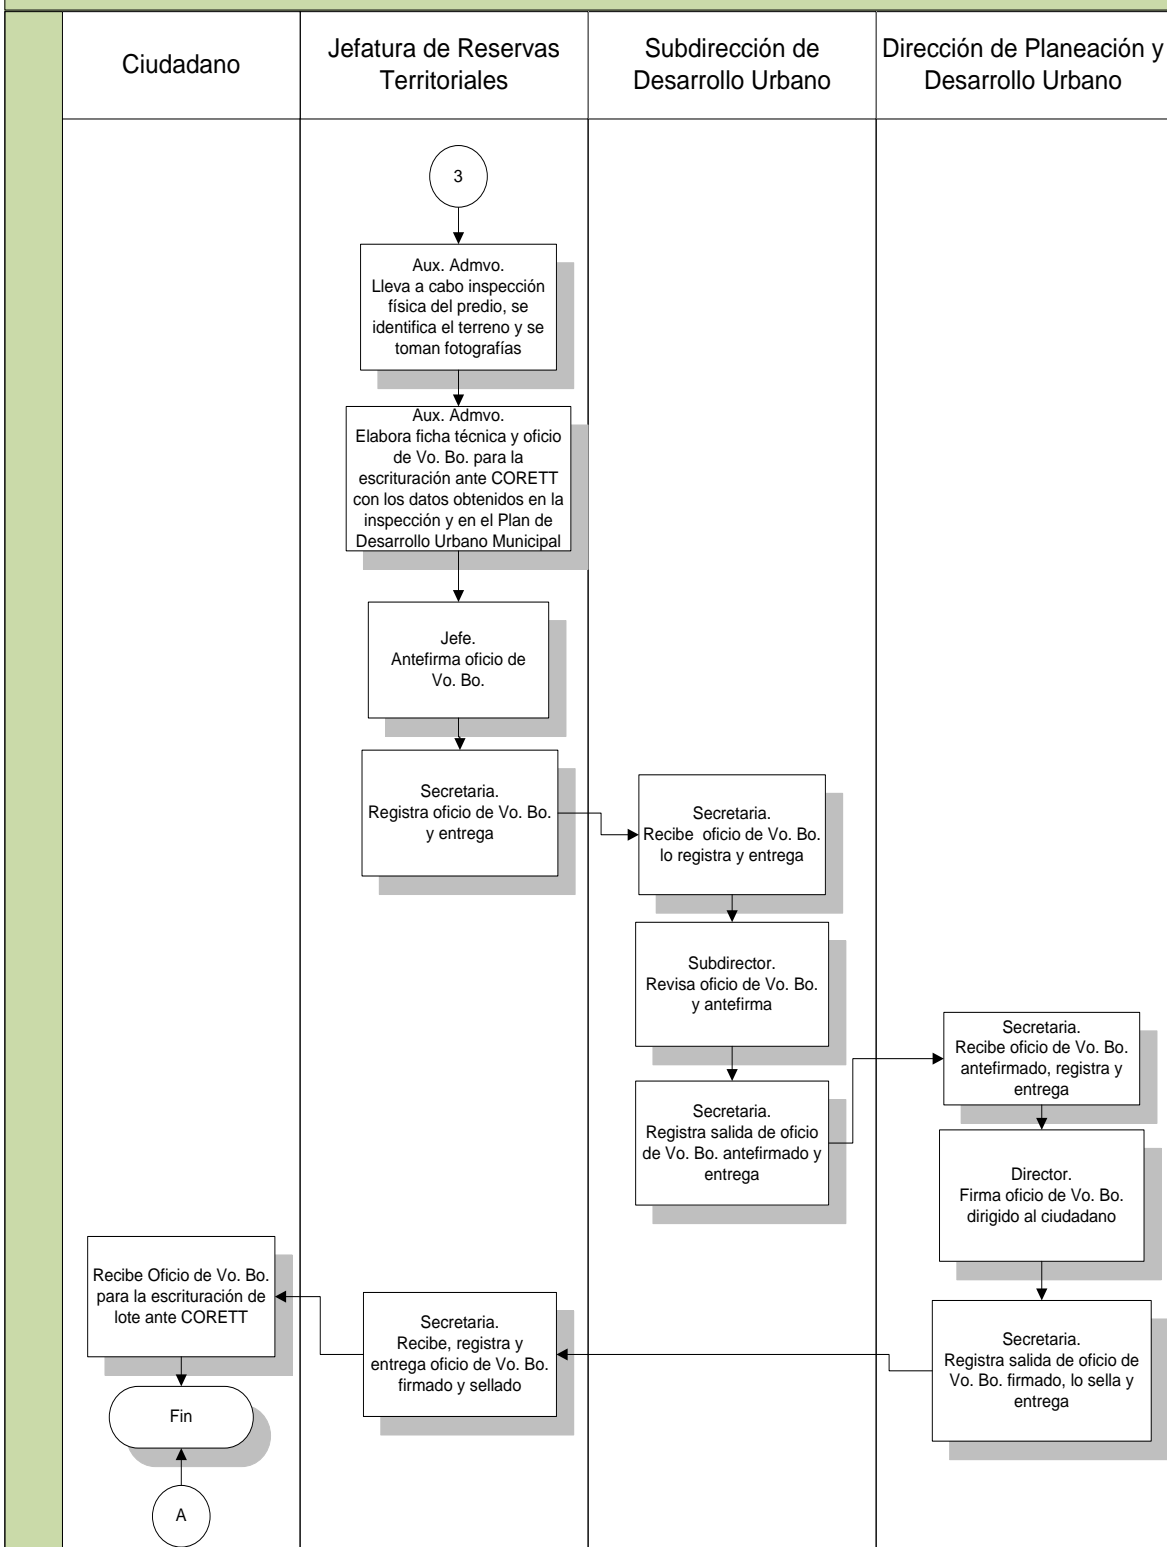 Ciudadano
Jefatura de Reservas
Territoriales
Subdirección de
Desarrollo Urbano
Dirección de Planeación y
Desarrollo Urbano
3
Aux. Admvo.
Lleva a cabo inspección
física del predio, se
identifica el terreno y se
toman fotografías
Aux. Admvo.
Elabora ficha técnica y oficio
de Vo. Bo. para la
escrituración ante CORETT
con los datos obtenidos en la
inspección y en el Plan de
Desarrollo Urbano Municipal
Jefe.
Antefirma oficio de
Vo. Bo.
Secretaria.
Registra oficio de Vo. Bo.
y entrega
Secretaria.
Recibe oficio de Vo. Bo.
lo registra y entrega
Subdirector.
Revisa oficio de Vo. Bo.
y antefirma
Secretaria.
Registra salida de oficio
de Vo. Bo. antefirmado y
entrega
Secretaria.
Recibe oficio de Vo. Bo.
antefirmado, registra y
entrega
Director.
Firma oficio de Vo. Bo.
dirigido al ciudadano
Secretaria.
Registra salida de oficio de
Vo. Bo. firmado, lo sella y
entrega
Secretaria.
Recibe, registra y
entrega oficio de Vo. Bo.
firmado y sellado
Recibe Oficio de Vo. Bo.
para la escrituración de
lote ante CORETT
Fin
A